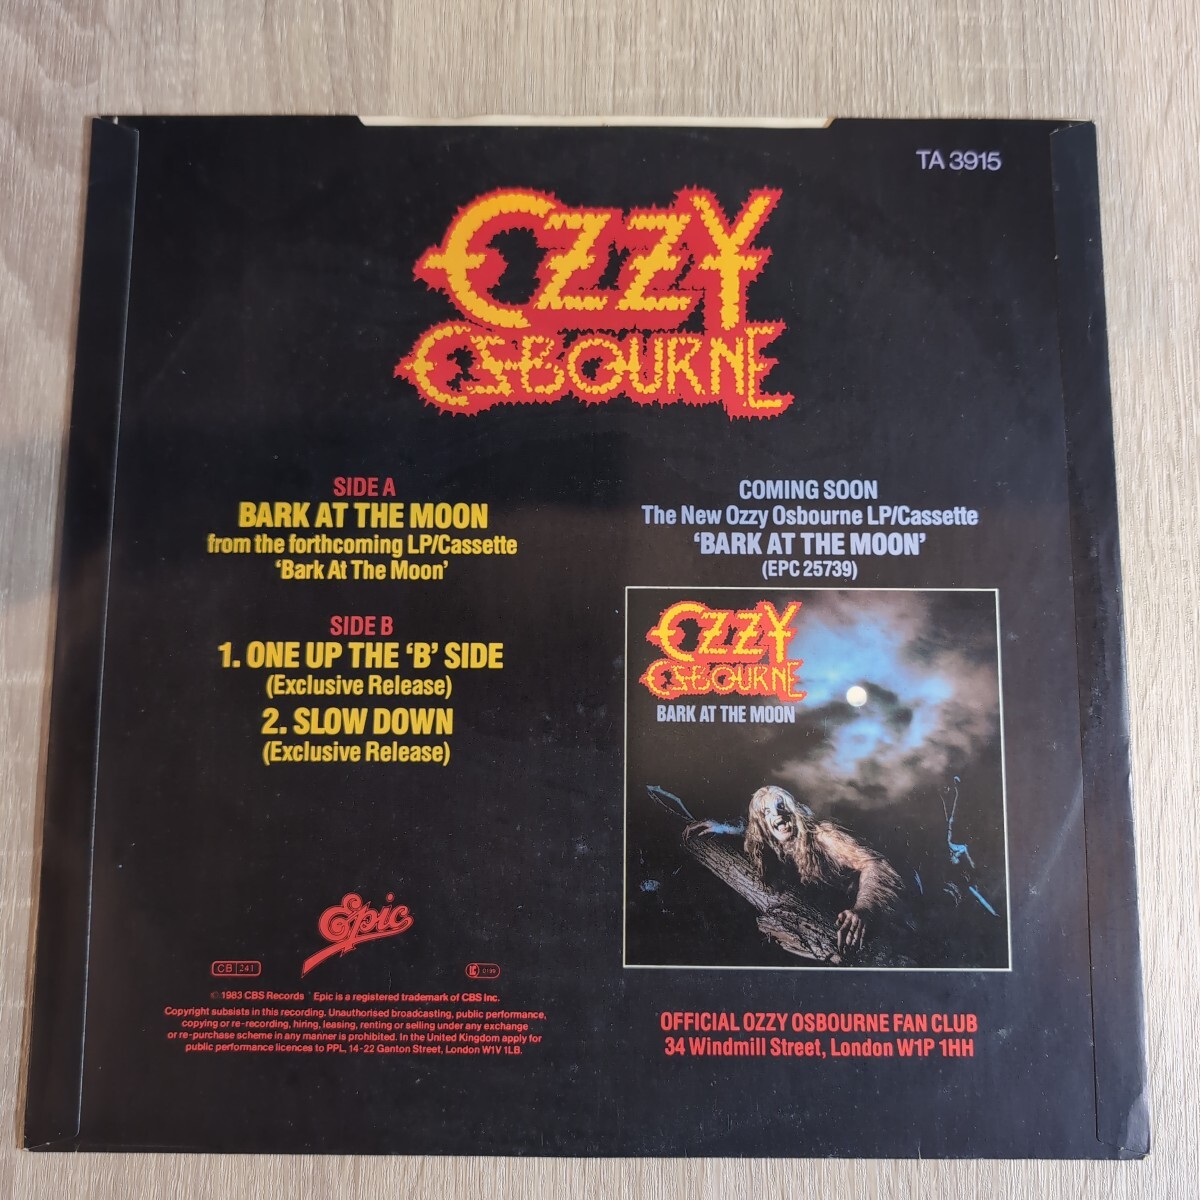 TA 3915
OZZY
OSBOURNE
SIDE A
BARK AT THE MOON
from the forthcoming LP/Cassette
'Bark At The Moon'
SIDE B
1. ONE UP THE 'B' SIDE
(Exclusive Release)
2. SLOW DOWN
(Exclusive Release)
COMING SOON
The New Ozzy Osbourne LP/Cassette
'BARK AT THE MOON'
(EPC 25739)
OZZY
OSBOURNE
BARK AT THE MOON
Epic
CB 241
LC 0199
© 1983 CBS Records Epic is a registered trademark of CBS Inc.
Copyright subsists in this recording. Unauthorised broadcasting, public performance,
copying or re-recording, hiring, leasing, renting or selling under any exchange
or re-purchase scheme in any manner is prohibited. In the United Kingdom apply for
public performance licences to PPL, 14-22 Ganton Street, London W1V 1LB.
OFFICIAL OZZY OSBOURNE FAN CLUB
34 Windmill Street, London W1P 1HH